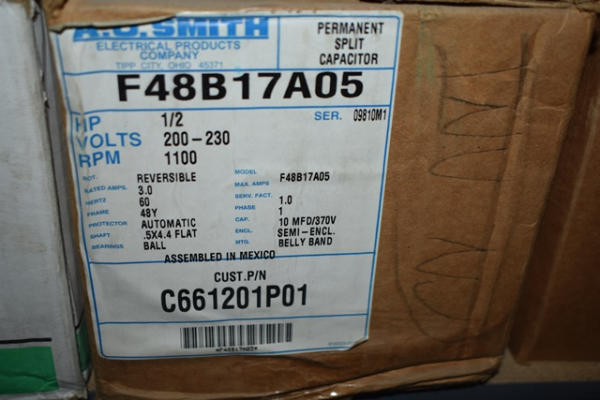 A.O. SMITH
ELECTRICAL PRODUCTS
COMPANY
TIPP CITY, OHIO 45371
PERMANENT
SPLIT
CAPACITOR
F48B17A05
HP 1/2 SER. 09810M1
VOLTS 200-230
RPM 1100
ROT. REVERSIBLE MODEL F48B17A05
RATED AMPS. 3.0 MAX. AMPS
HERTZ 60 SERV. FACT. 1.0
FRAME 48Y PHASE 1
PROTECTOR AUTOMATIC CAP. 10 MFD/370V
SHAFT .5X4.4 FLAT ENCL. SEMI-ENCL.
BEARINGS BALL MTG. BELLY BAND
ASSEMBLED IN MEXICO
CUST.P/N
C661201P01
*F48B17A05*